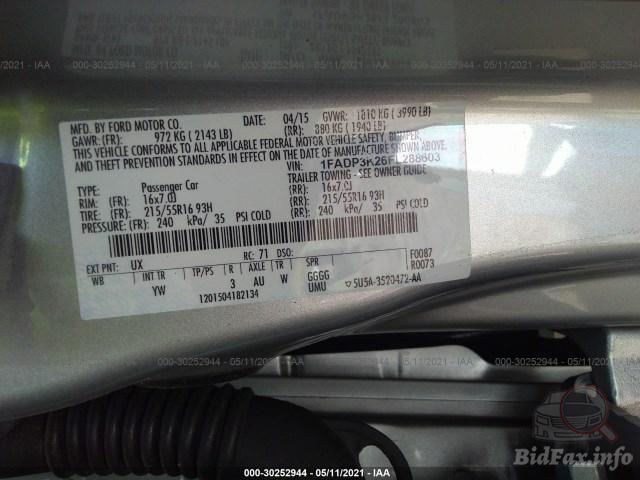 000-30252944 - 05/11/2021 - IAA
MFD. BY FORD MOTOR CO. DATE: 04/15 GVWR: 1810 KG ( 3990 LB)
GAWR: (FR): 972 KG ( 2143 LB) (RR): 880 KG ( 1940 LB)
THIS VEHICLE CONFORMS TO ALL APPLICABLE FEDERAL MOTOR VEHICLE SAFETY, BUMPER,
AND THEFT PREVENTION STANDARDS IN EFFECT ON THE DATE OF MANUFACTURE SHOWN ABOVE.
VIN: 1FADP3K26FL288603
TYPE: Passenger Car TRAILER TOWING - SEE OWNER GUIDE
RIM: (FR): 16x7.0J (RR): 16x7.0J
TIRE: (FR): 215/55R16 93H (RR): 215/55R16 93H
PRESSURE: (FR): 240 kPa/ 35 PSI COLD (RR): 240 kPa/ 35 PSI COLD
EXT PNT: UX RC: 71 DSO: F0087
WB INT TR TP/PS R AXLE TR SPR R0073
YW 3 AU W GGGG
1201504182134 UMU 5U5A-3520472-AA
000-30252944 - 05/11/2021 - IAA
000-30252944 - 05/11/2021 - IAA
BidFax.info